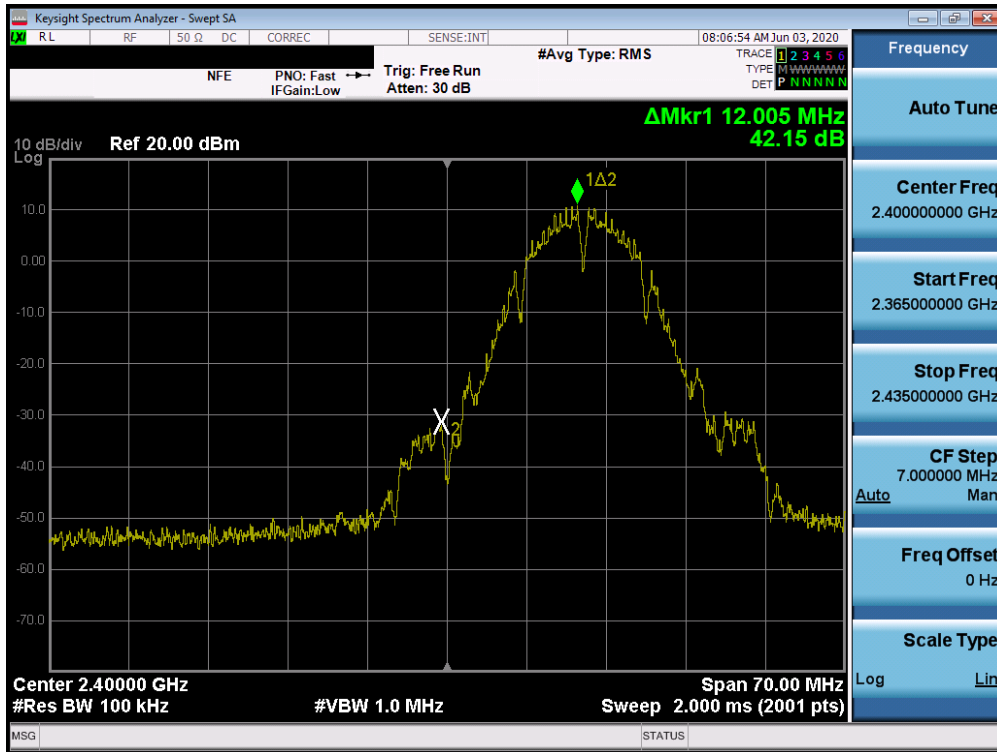 Keysight Spectrum Analyzer - Swept SA
LXI RL RF 50 Ω DC CORREC SENSE:INT 08:06:54 AM Jun 03, 2020
#Avg Type: RMS
TRACE 1 2 3 4 5 6
TYPE M W W W W W
DET P N N N N N
NFE
PNO: Fast
IFGain:Low
Trig: Free Run
Atten: 30 dB
ΔMkr1 12.005 MHz
42.15 dB
10 dB/div
Log
Ref 20.00 dBm
1Δ2
10.0
0.00
-10.0
-20.0
-30.0
2
-40.0
-50.0
-60.0
-70.0
Center 2.40000 GHz
Span 70.00 MHz
#Res BW 100 kHz
#VBW 1.0 MHz
Sweep 2.000 ms (2001 pts)
MSG
STATUS
Frequency
Auto Tune
Center Freq
2.400000000 GHz
Start Freq
2.365000000 GHz
Stop Freq
2.435000000 GHz
CF Step
7.000000 MHz
Auto Man
Freq Offset
0 Hz
Scale Type
Log Lin